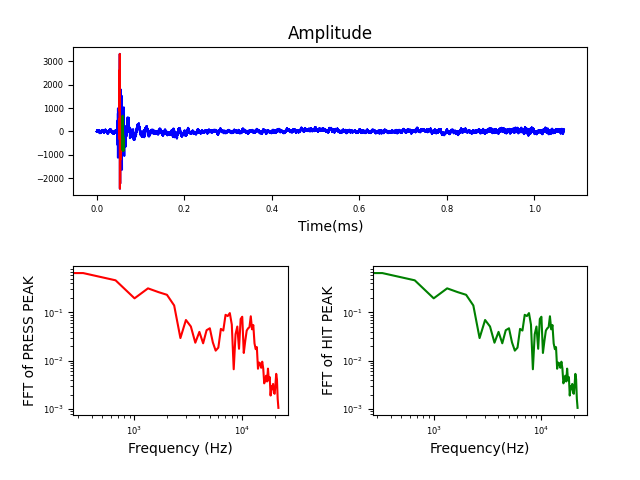 Amplitude
3000
2000
1000
0
−1000
−2000
0.0 0.2 0.4 0.6 0.8 1.0
Time(ms)
FFT of PRESS PEAK
10⁻¹
10⁻²
10⁻³
10³ 10⁴
Frequency (Hz)
FFT of HIT PEAK
10⁻¹
10⁻²
10⁻³
10³ 10⁴
Frequency(Hz)